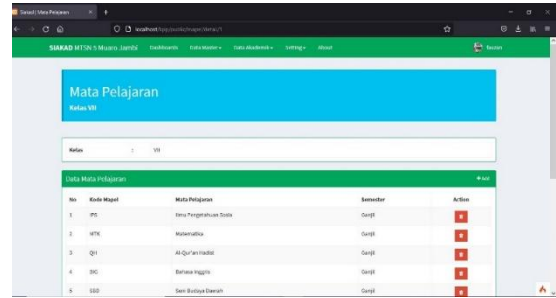 Siakad | Mata Pelajaran
localhost/
SIAKAD MTSN 5 Muaro Jambi Dashboard Data Master Data Akademik Setting About
Mata Pelajaran
Kelas VII
Kelas : VII
Data Mata Pelajaran Add
No Kode Mapel Mata Pelajaran Semester Action
1 IPS Ilmu Pengetahuan Ganjil
2 MTK Matematika Ganjil
3 QH Al-Qur'an Hadist Ganjil
4 BIG Bahasa Inggris Ganjil
5 SBD Seni Budaya Daerah Ganjil